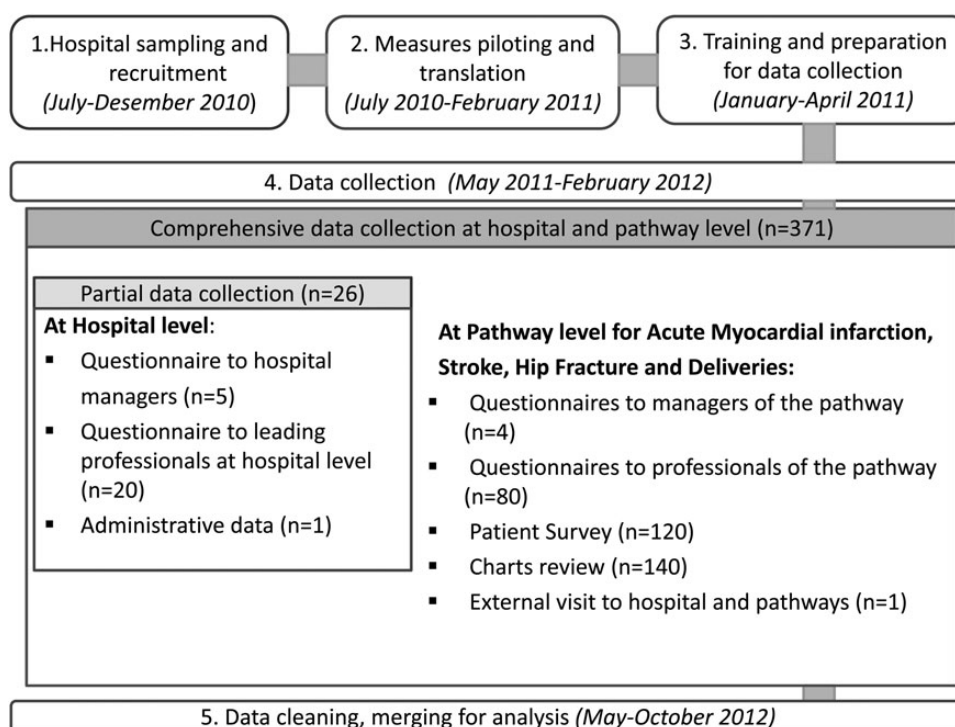 1.Hospital sampling and
recruitment
(July-Desember 2010)
2. Measures piloting and
translation
(July 2010-February 2011)
3. Training and preparation
for data collection
(January-April 2011)
4. Data collection (May 2011-February 2012)
Comprehensive data collection at hospital and pathway level (n=371)
Partial data collection (n=26)
At Hospital level:
▪ Questionnaire to hospital
managers (n=5)
▪ Questionnaire to leading
professionals at hospital level
(n=20)
▪ Administrative data (n=1)
At Pathway level for Acute Myocardial infarction,
Stroke, Hip Fracture and Deliveries:
▪ Questionnaires to managers of the pathway
(n=4)
▪ Questionnaires to professionals of the pathway
(n=80)
▪ Patient Survey (n=120)
▪ Charts review (n=140)
▪ External visit to hospital and pathways (n=1)
5. Data cleaning, merging for analysis (May-October 2012)